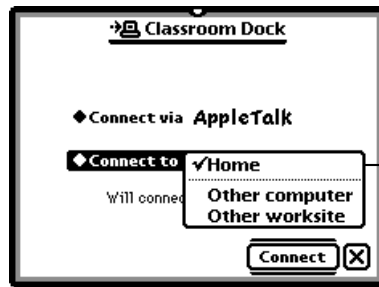 Classroom Dock
Connect via AppleTalk
Connect to
✓Home
Will connec
Other computer
Other worksite
Connect